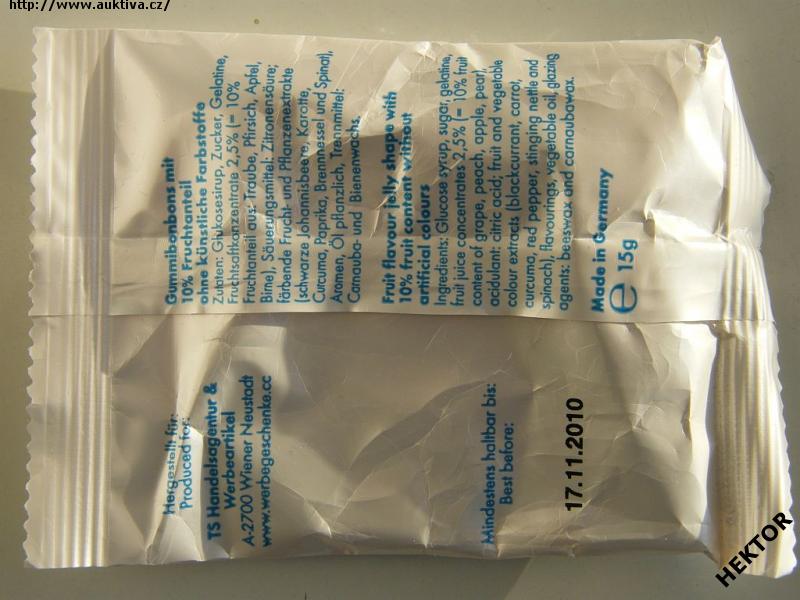 http://www.auktiva.cz/
Gummibonbons mit
10% Fruchtanteil
ohne künstliche Farbstoffe
Zutaten: Glukosesirup, Zucker, Gelatine,
Fruchtsaftkonzentrate 2,5% (= 10%
Fruchtanteil aus: Traube, Pfirsich, Apfel,
Birne), Säuerungsmittel: Zitronensäure;
färbende Frucht- und Pflanzenextrakte
(schwarze Johannisbeere, Karotte,
Curcuma, Paprika, Brennnessel und Spinat),
Aromen, Öl pflanzlich, Trennmittel:
Carnauba- und Bienenwachs.
Fruit flavour jelly shape with
10% fruit content without
artificial colours
Ingredients: Glucose syrup, sugar, gelatine,
fruit juice concentrates 2,5% (= 10% fruit
content of grape, peach, apple, pear),
acidulant: citric acid; fruit and vegetable
colour extracts (blackcurrant, carrot,
curcuma, red pepper, stinging nettle and
spinach), flavourings, vegetable oil, glazing
agents: beeswax and carnaubawax.
Made in Germany
℮ 15g
Hergestellt für:
Produced for:
TS Handelsagentur &
Werbeartikel
A-2700 Wiener Neustadt
www.werbegeschenke.cc
Mindestens haltbar bis:
Best before:
17.11.2010
HEKTOR